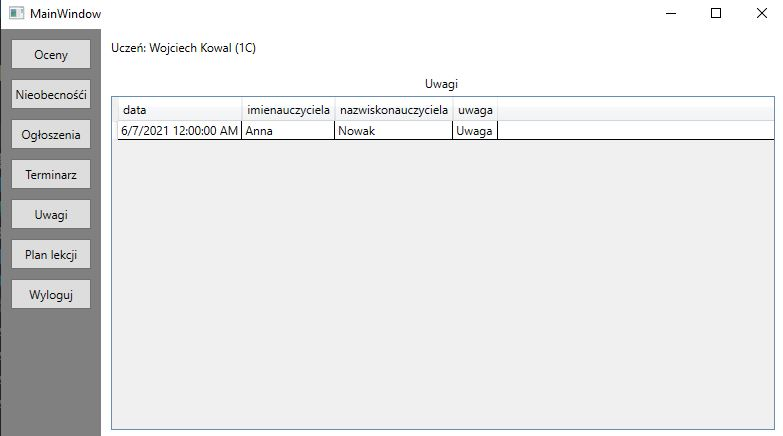 MainWindow
Uczeń: Wojciech Kowal (1C)
Oceny
Nieobecnośći
Ogłoszenia
Terminarz
Uwagi
Plan lekcji
Wyloguj
Uwagi
data imienauczyciela nazwiskonauczyciela uwaga
6/7/2021 12:00:00 AM Anna Nowak Uwaga